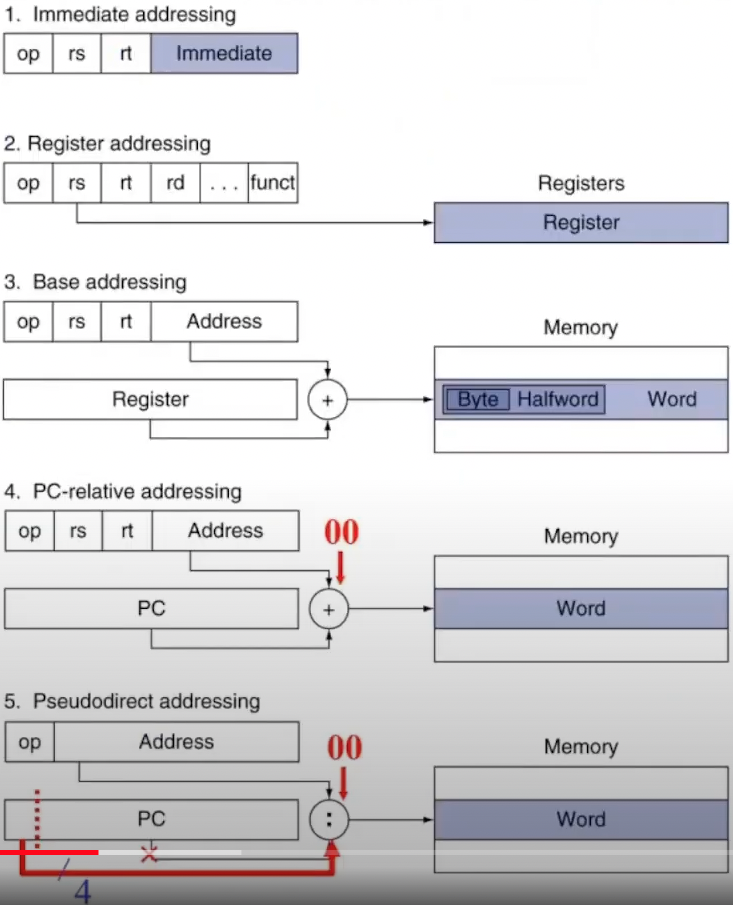 1. Immediate addressing
op rs rt Immediate
2. Register addressing
op rs rt rd ... funct
Registers
Register
3. Base addressing
op rs rt Address
Memory
Register + Byte Halfword Word
4. PC-relative addressing
op rs rt Address 00
Memory
PC + Word
5. Pseudodirect addressing
op Address 00
Memory
PC : Word
4